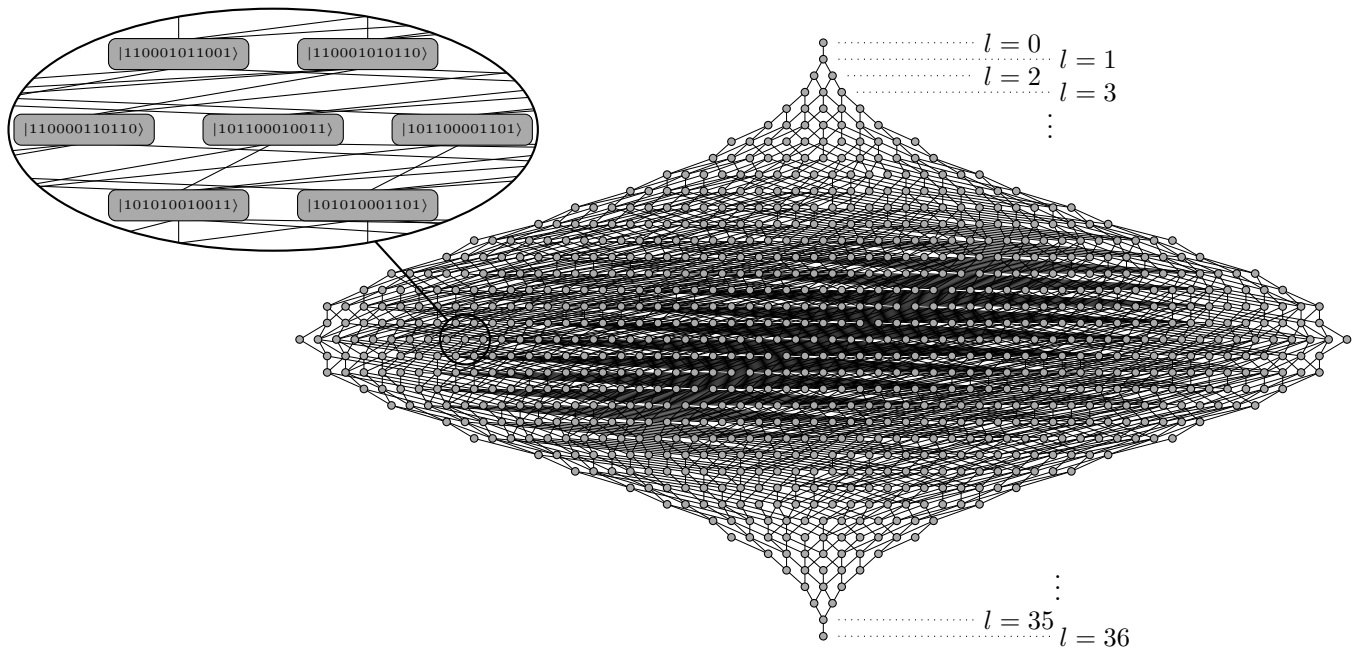 |110001011001⟩ |110001010110⟩
|110000110110⟩ |101100010011⟩ |101100001101⟩
|101010010011⟩ |101010001101⟩
l = 0
l = 1
l = 2
l = 3
⋮
⋮
l = 35
l = 36